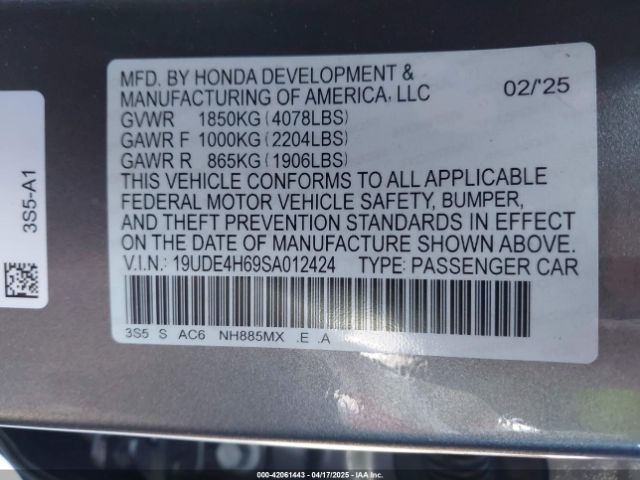 MFD. BY HONDA DEVELOPMENT &
MANUFACTURING OF AMERICA, LLC 02/'25
GVWR 1850KG (4078LBS)
GAWR F 1000KG (2204LBS)
GAWR R 865KG (1906LBS)
THIS VEHICLE CONFORMS TO ALL APPLICABLE
FEDERAL MOTOR VEHICLE SAFETY, BUMPER,
AND THEFT PREVENTION STANDARDS IN EFFECT
ON THE DATE OF MANUFACTURE SHOWN ABOVE.
V.I.N.: 19UDE4H69SA012424 TYPE: PASSENGER CAR
3S5 S AC6 NH885MX .E .A
3S5-A1
000-42061443 - 04/17/2025 - IAAI.COM